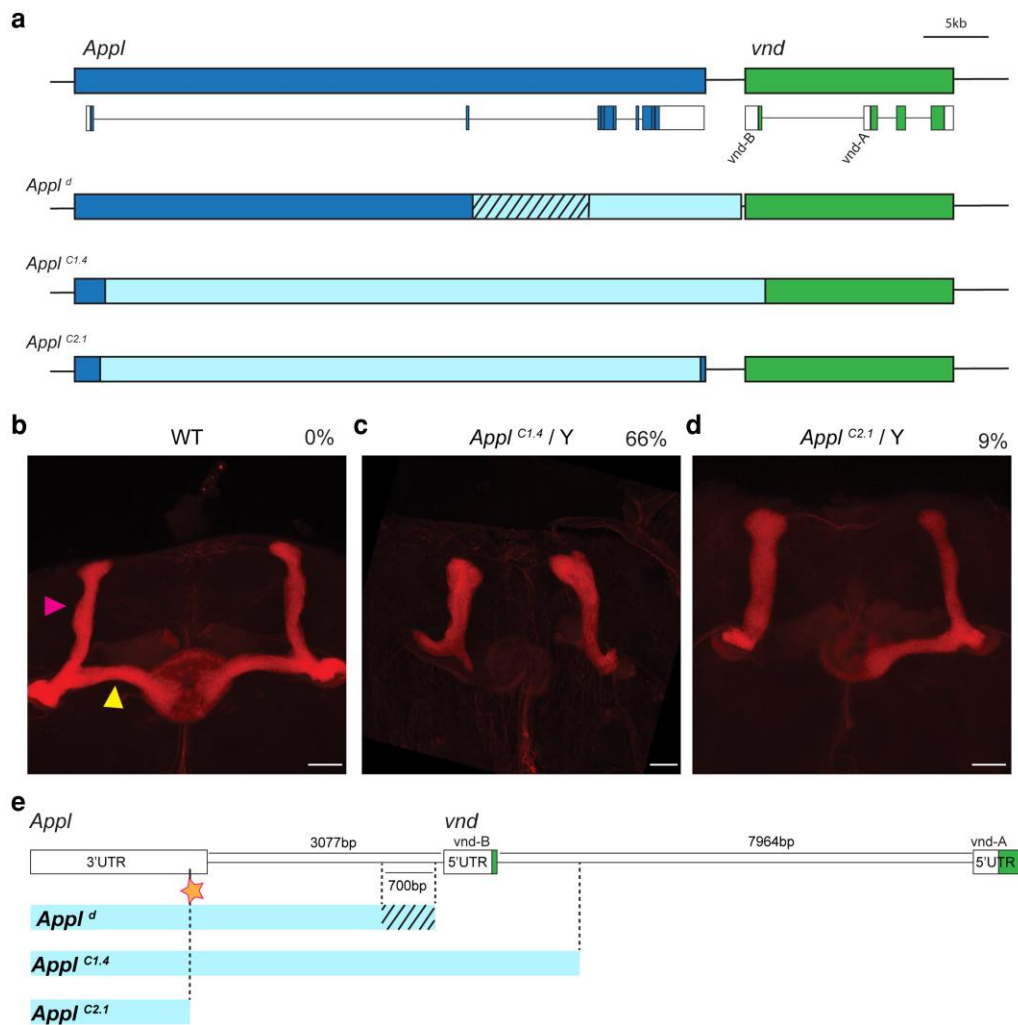 a
Appl
vnd
5kb
vnd-B
vnd-A
Appl d
Appl C1.4
Appl C2.1
b
WT
0%
c
Appl C1.4 / Y
66%
d
Appl C2.1 / Y
9%
e
Appl
vnd
3'UTR
3077bp
vnd-B
5'UTR
7964bp
vnd-A
5'UTR
700bp
Appl d
Appl C1.4
Appl C2.1